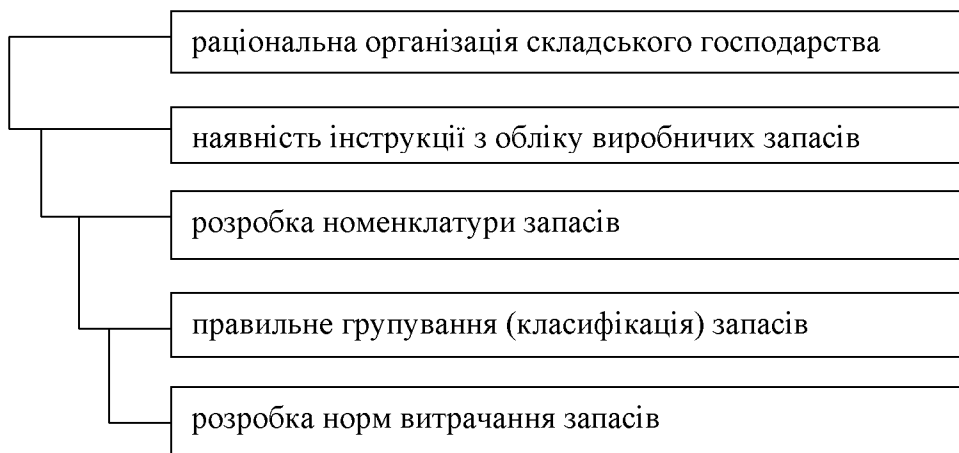 раціональна організація складського господарства
наявність інструкції з обліку виробничих запасів
розробка номенклатури запасів
правильне групування (класифікація) запасів
розробка норм витрачання запасів